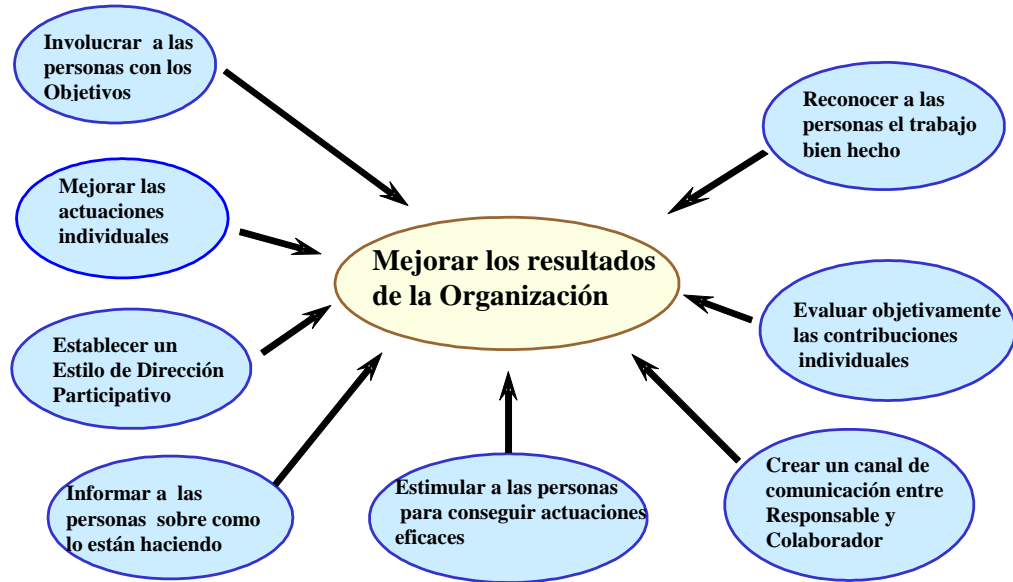 Involucrar a las
personas con los
Objetivos
Reconocer a las
personas el trabajo
bien hecho
Mejorar las
actuaciones
individuales
Mejorar los resultados
de la Organización
Evaluar objetivamente
las contribuciones
individuales
Establecer un
Estilo de Dirección
Participativo
Informar a las
personas sobre como
lo están haciendo
Estimular a las personas
para conseguir actuaciones
eficaces
Crear un canal de
comunicación entre
Responsable y
Colaborador